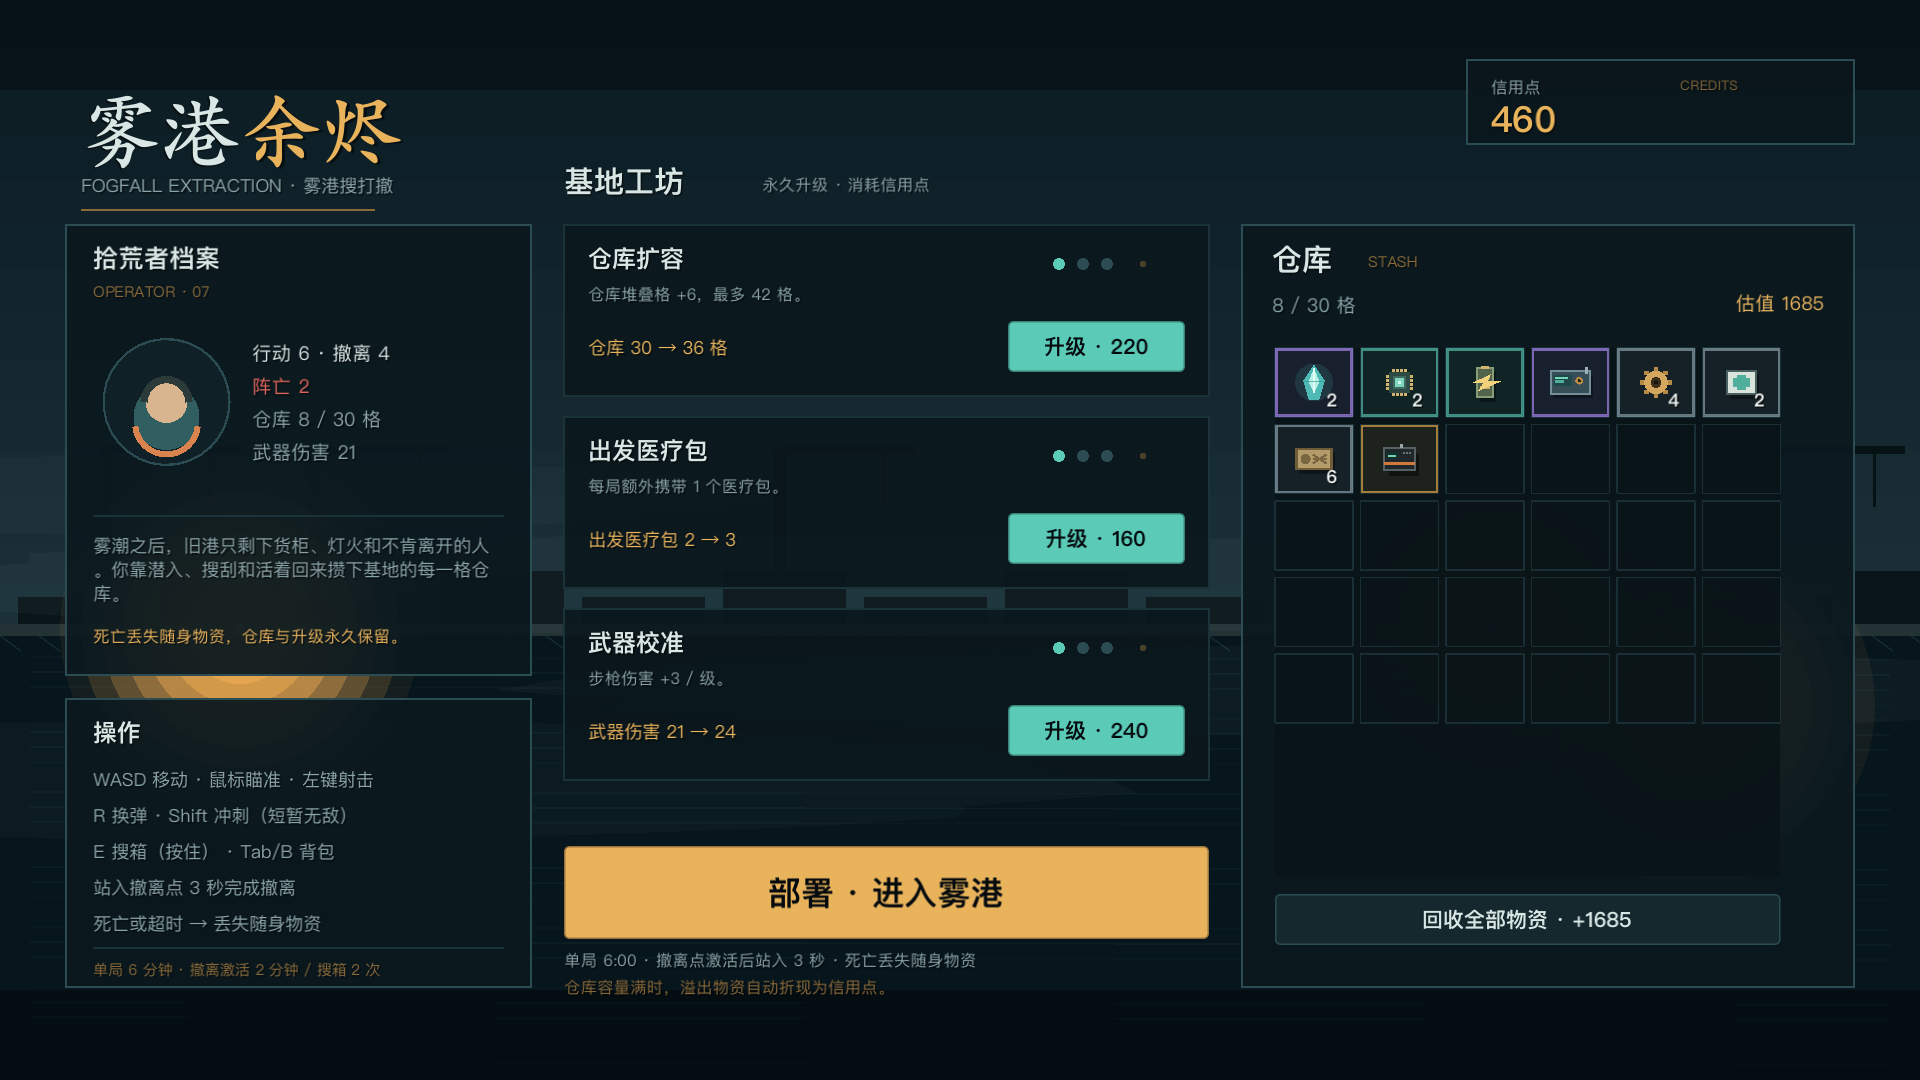 雾港余烬
FOGFALL EXTRACTION · 雾港搜打撤
信用点
CREDITS
460
拾荒者档案
OPERATOR · 07
行动 6 · 撤离 4
阵亡 2
仓库 8 / 30 格
武器伤害 21
雾潮之后，旧港只剩下货柜、灯火和不肯离开的人
。你靠潜入、搜刮和活着回来攒下基地的每一格仓
库。
死亡丢失随身物资，仓库与升级永久保留。
操作
WASD 移动 · 鼠标瞄准 · 左键射击
R 换弹 · Shift 冲刺（短暂无敌）
E 搜箱（按住） · Tab/B 背包
站入撤离点 3 秒完成撤离
死亡或超时 → 丢失随身物资
单局 6 分钟 · 撤离激活 2 分钟 / 搜箱 2 次
基地工坊
永久升级 · 消耗信用点
仓库扩容
仓库堆叠格 +6，最多 42 格。
仓库 30 → 36 格
升级 · 220
出发医疗包
每局额外携带 1 个医疗包。
出发医疗包 2 → 3
升级 · 160
武器校准
步枪伤害 +3 / 级。
武器伤害 21 → 24
升级 · 240
部署 · 进入雾港
单局 6:00 · 撤离点激活后站入 3 秒 · 死亡丢失随身物资
仓库容量满时，溢出物资自动折现为信用点。
仓库
STASH
8 / 30 格
估值 1685
2
2
4
2
6
回收全部物资 · +1685